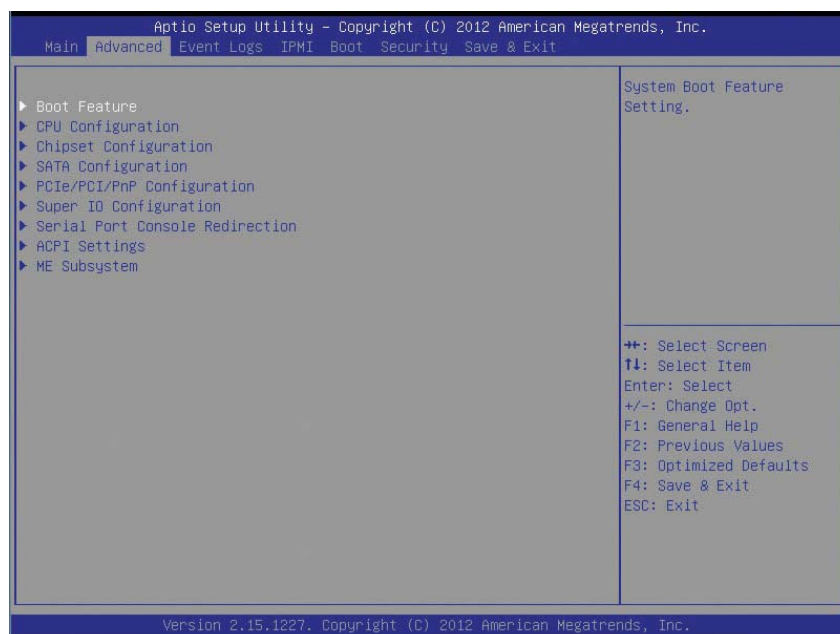 Aptio Setup Utility – Copyright (C) 2012 American Megatrends, Inc.
Main Advanced Event Logs IPMI Boot Security Save & Exit
Boot Feature
CPU Configuration
Chipset Configuration
SATA Configuration
PCIe/PCI/PnP Configuration
Super IO Configuration
Serial Port Console Redirection
ACPI Settings
ME Subsystem
System Boot Feature
Setting.
→←: Select Screen
↑↓: Select Item
Enter: Select
+/-: Change Opt.
F1: General Help
F2: Previous Values
F3: Optimized Defaults
F4: Save & Exit
ESC: Exit
Version 2.15.1227. Copyright (C) 2012 American Megatrends, Inc.